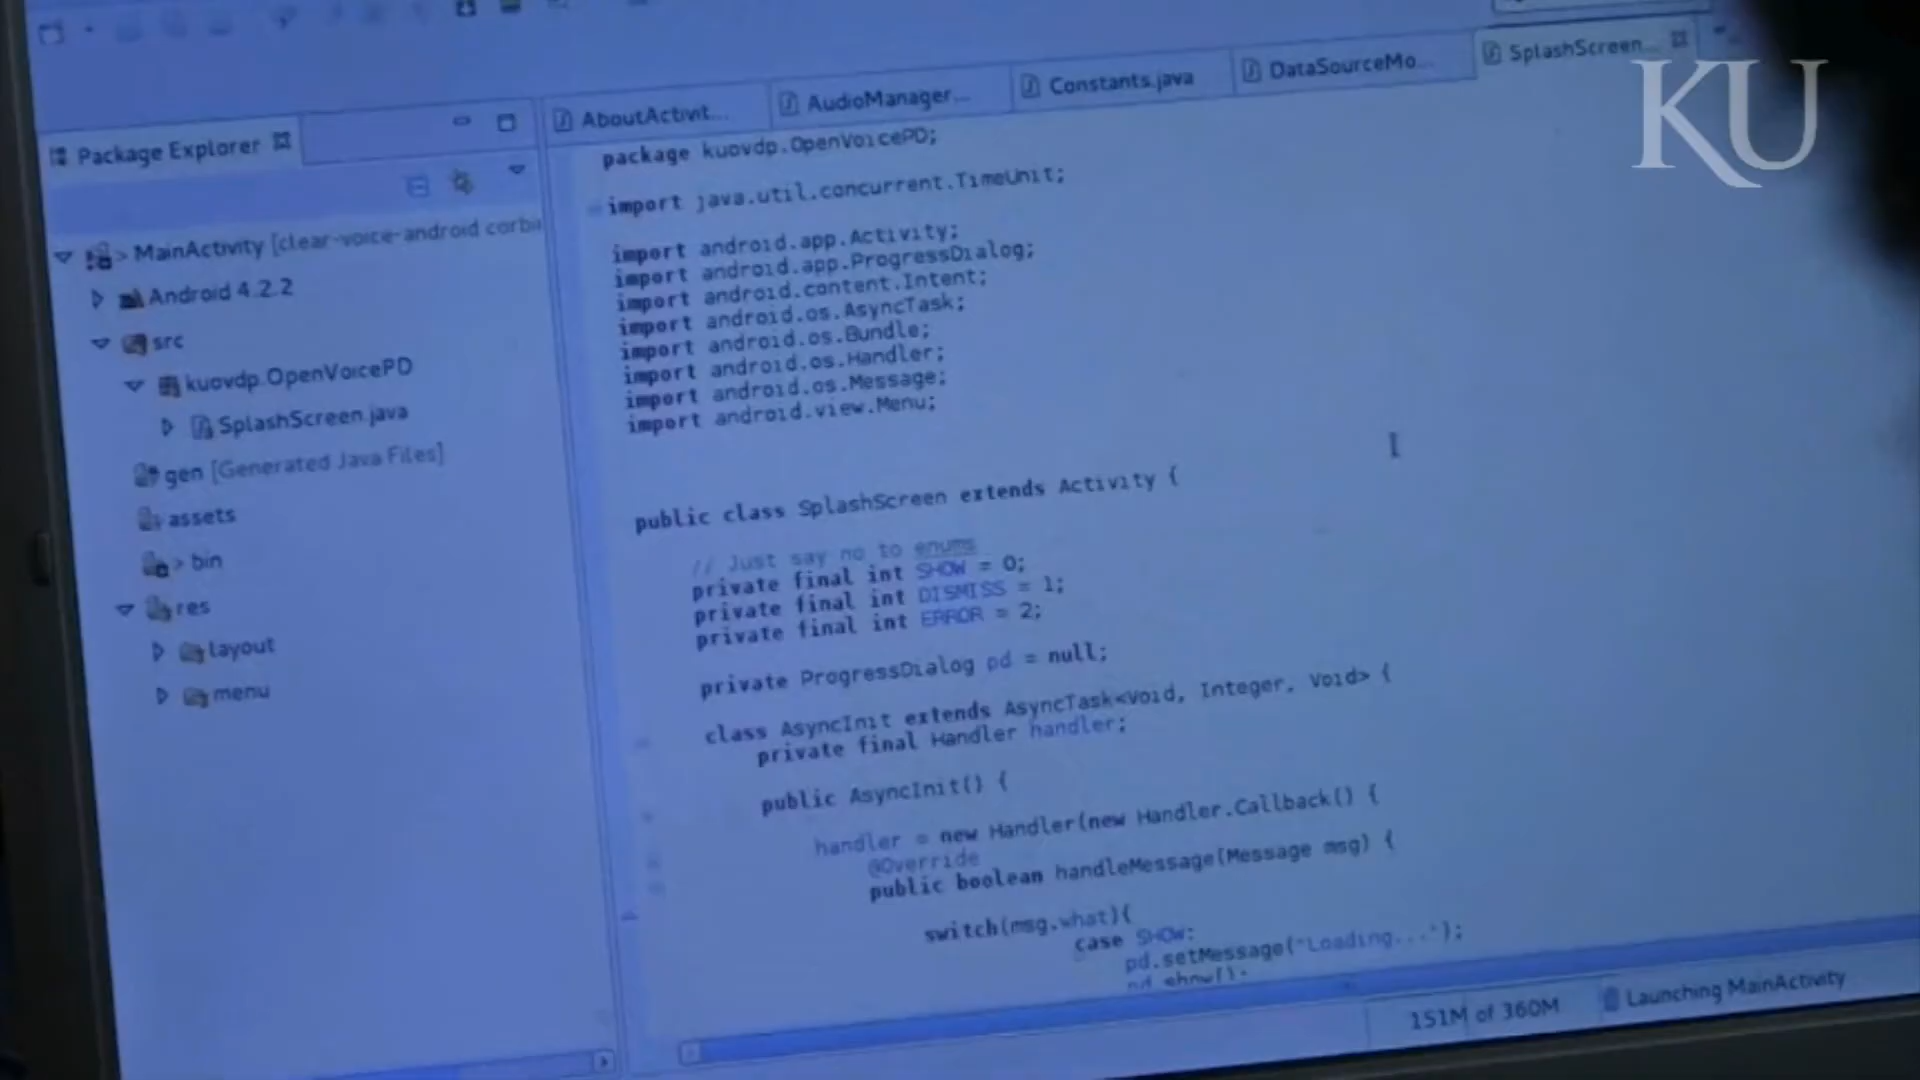 KU
AboutActivit...
AudioManager...
Constants.java
DataSourceMo...
SplashScreen...
Package Explorer
> MainActivity [clear-voice-android corbi
Android 4.2.2
src
kuovdp.OpenVoicePD
SplashScreen.java
gen [Generated Java Files]
assets
> bin
res
layout
menu
package kuovdp.OpenVoicePD;
import java.util.concurrent.TimeUnit;
import android.app.Activity;
import android.app.ProgressDialog;
import android.content.Intent;
import android.os.AsyncTask;
import android.os.Bundle;
import android.os.Handler;
import android.os.Message;
import android.view.Menu;
public class SplashScreen extends Activity {
// Just say no to enums
private final int SHOW = 0;
private final int DISMISS = 1;
private final int ERROR = 2;
private ProgressDialog pd = null;
class AsyncInit extends AsyncTask<Void, Integer, Void> {
private final Handler handler;
public AsyncInit() {
handler = new Handler(new Handler.Callback() {
@Override
public boolean handleMessage(Message msg) {
switch(msg.what){
case SHOW:
pd.setMessage("Loading...");
pd.show();
151M of 360M
Launching MainActivity